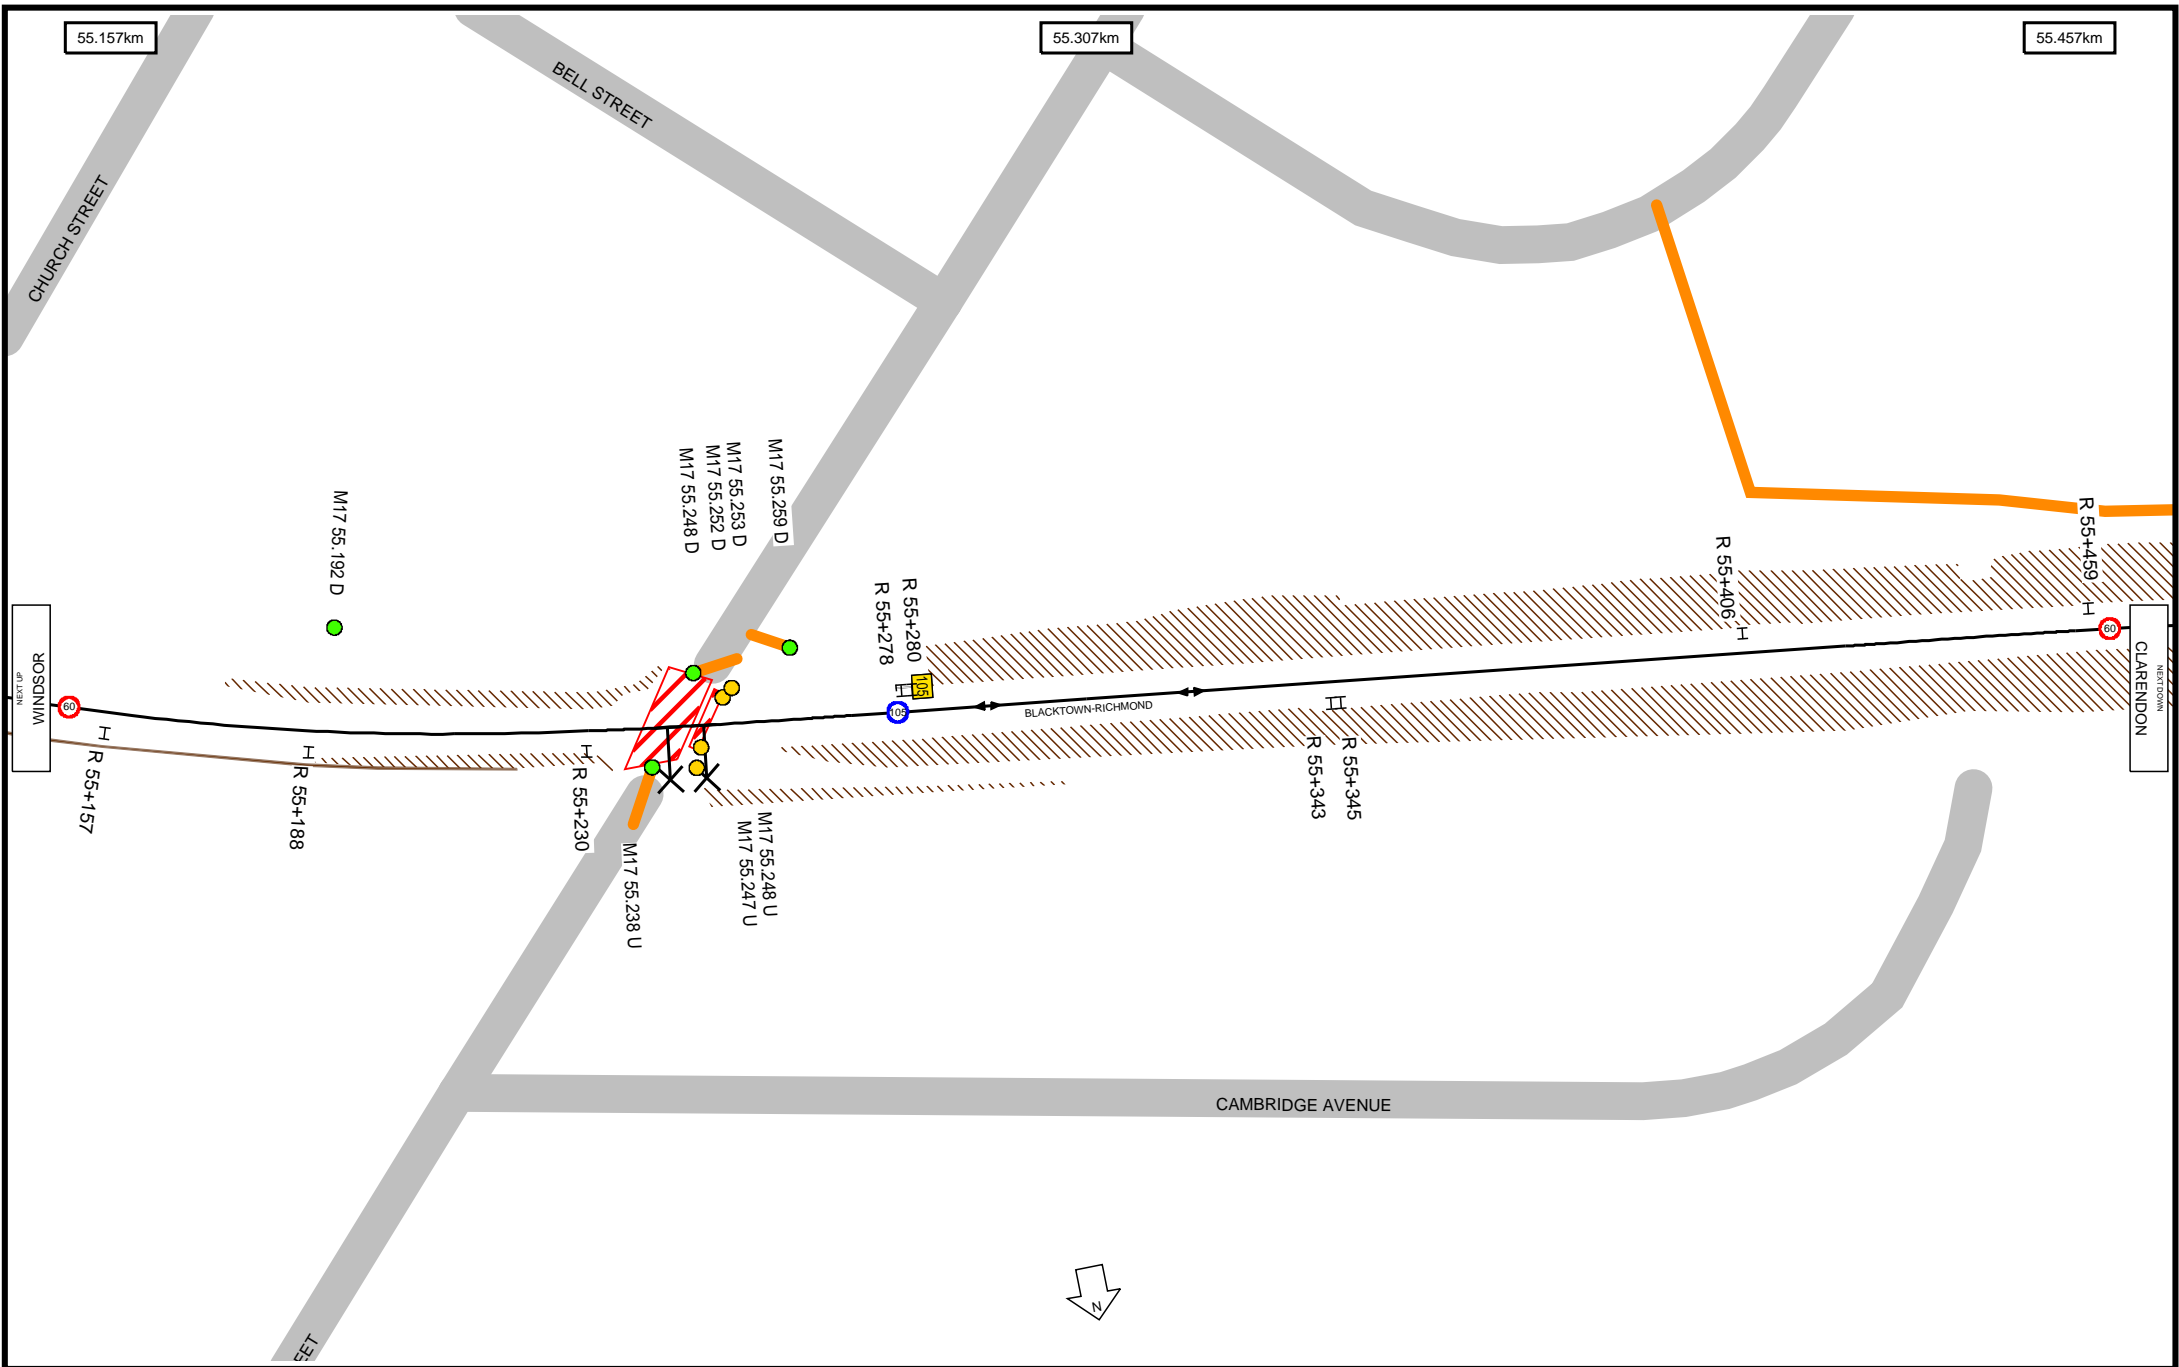 55.157km
55.307km
55.457km
BELL STREET
CHURCH STREET
M17 55.192 D
M17 55.248 D
M17 55.252 D
M17 55.253 D
M17 55.259 D
R 55+278
R 55+280
R 55+406
R 55+459
NEXT UP
WINDSOR
60
105
105
BLACKTOWN-RICHMOND
60
CLARENDON
NEXT DOWN
R 55+157
R 55+188
R 55+230
M17 55.238 U
M17 55.247 U
M17 55.248 U
R 55+343
R 55+345
CAMBRIDGE AVENUE
N
EET